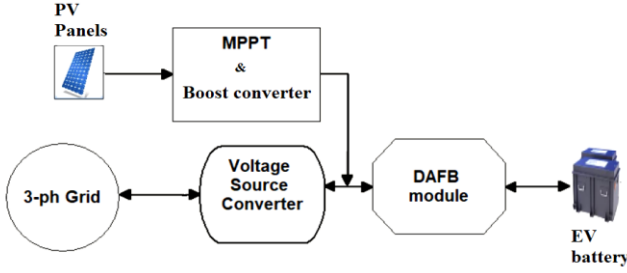 PV
Panels
MPPT
&
Boost converter
3-ph Grid
Voltage
Source
Converter
DAFB
module
EV
battery